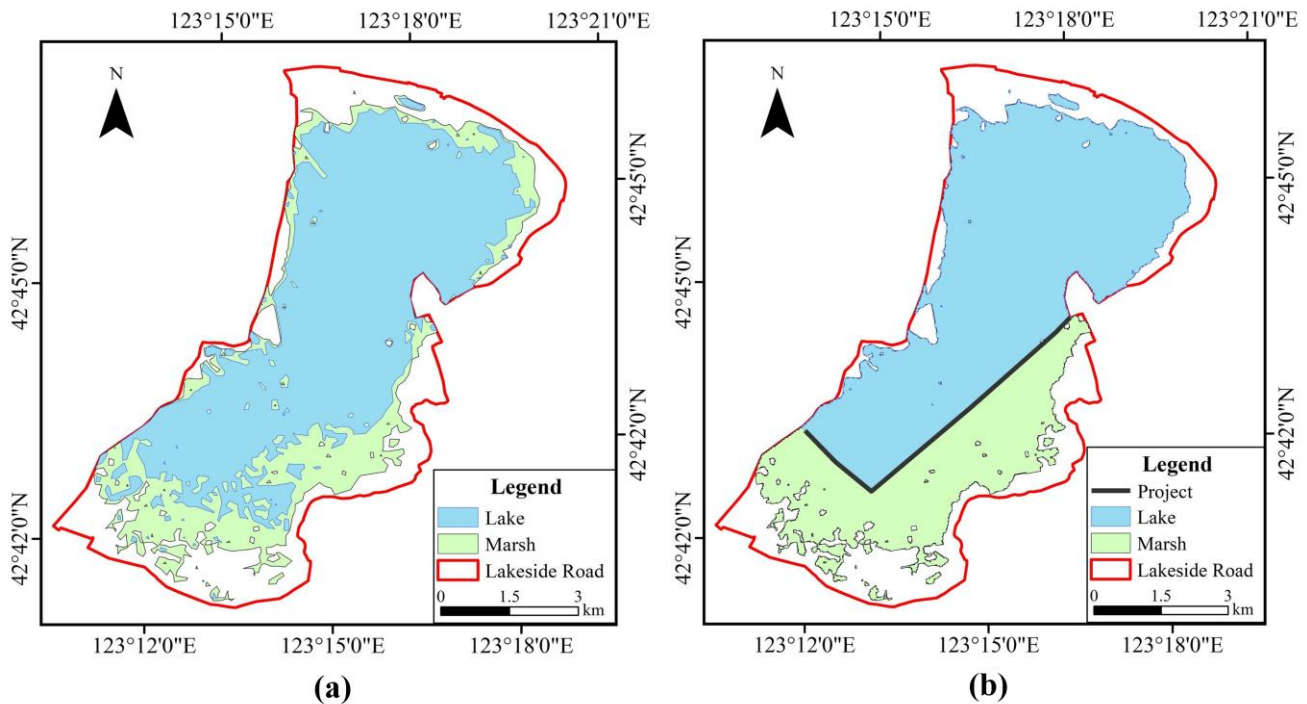 123°15'0"E 123°18'0"E 123°21'0"E
N
42°45'0"N
42°45'0"N
42°42'0"N
42°42'0"N
Legend
Lake
Marsh
Lakeside Road
0 1.5 3
km
123°12'0"E 123°15'0"E 123°18'0"E
(a)
123°15'0"E 123°18'0"E 123°21'0"E
N
42°45'0"N
42°45'0"N
42°42'0"N
42°42'0"N
Legend
Project
Lake
Marsh
Lakeside Road
0 1.5 3
km
123°12'0"E 123°15'0"E 123°18'0"E
(b)